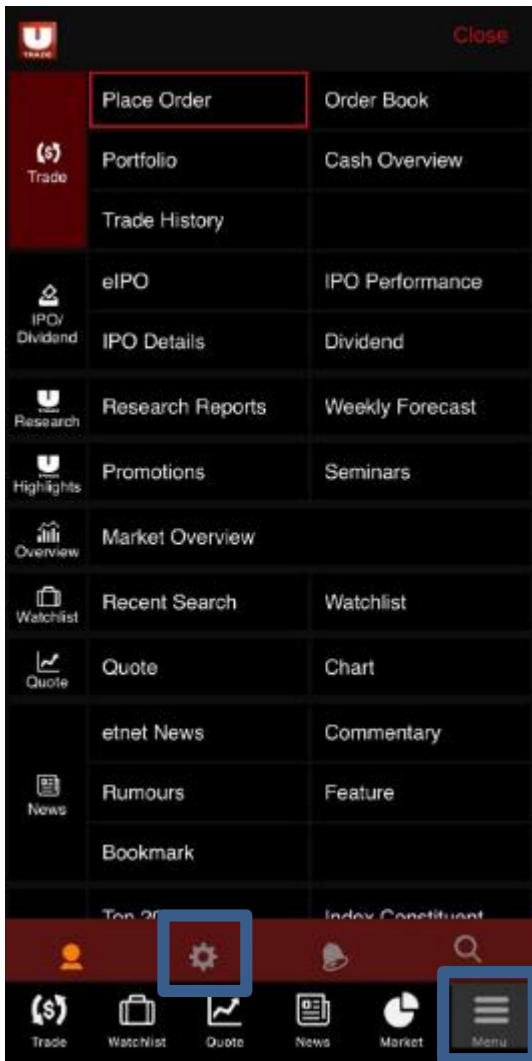 U
TRADE
Close
Trade
Place Order
Order Book
Portfolio
Cash Overview
Trade History
IPO/
Dividend
eIPO
IPO Performance
IPO Details
Dividend
Research
Research Reports
Weekly Forecast
Highlights
Promotions
Seminars
Overview
Market Overview
Watchlist
Recent Search
Watchlist
Quote
Quote
Chart
News
etnet News
Commentary
Rumours
Feature
Bookmark
Top 20
Index Constituent
Trade
Watchlist
Quote
News
Market
Menu